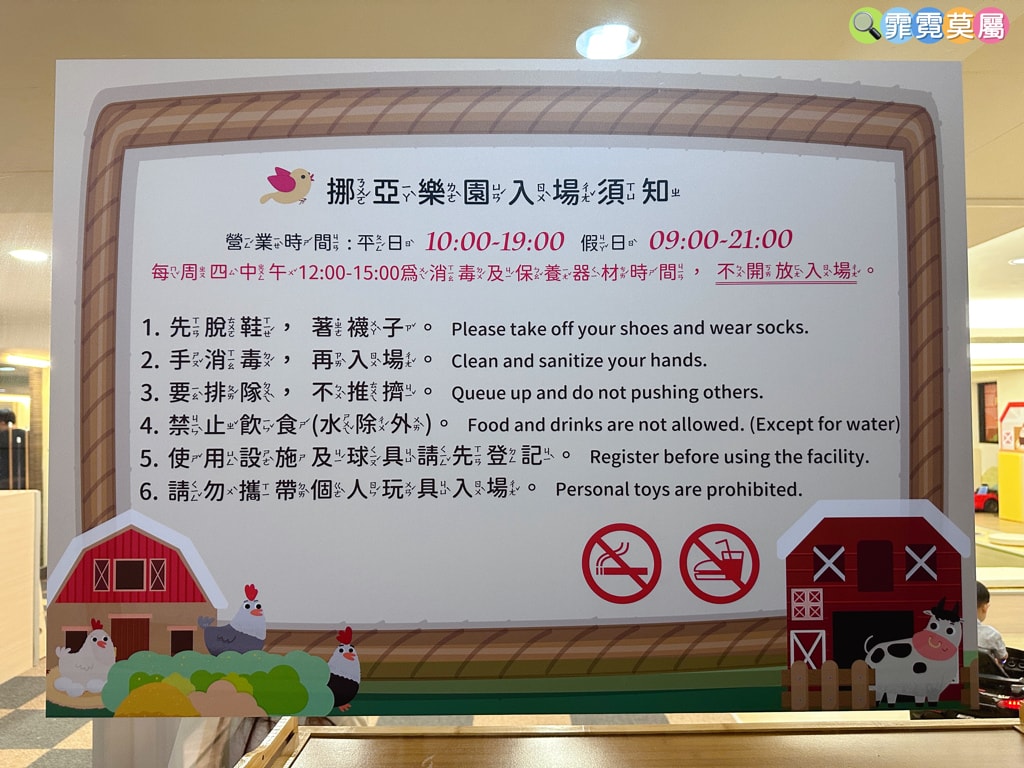 霏霓莫屬
挪亞樂園入場須知
營業時間：平日 10:00-19:00 假日 09:00-21:00
每周四中午12:00-15:00為消毒及保養器材時間，不開放入場。
1. 先脫鞋，著襪子。 Please take off your shoes and wear socks.
2. 手消毒，再入場。 Clean and sanitize your hands.
3. 要排隊，不推擠。 Queue up and do not pushing others.
4. 禁止飲食(水除外)。 Food and drinks are not allowed. (Except for water)
5. 使用設施及球具請先登記。 Register before using the facility.
6. 請勿攜帶個人玩具入場。 Personal toys are prohibited.